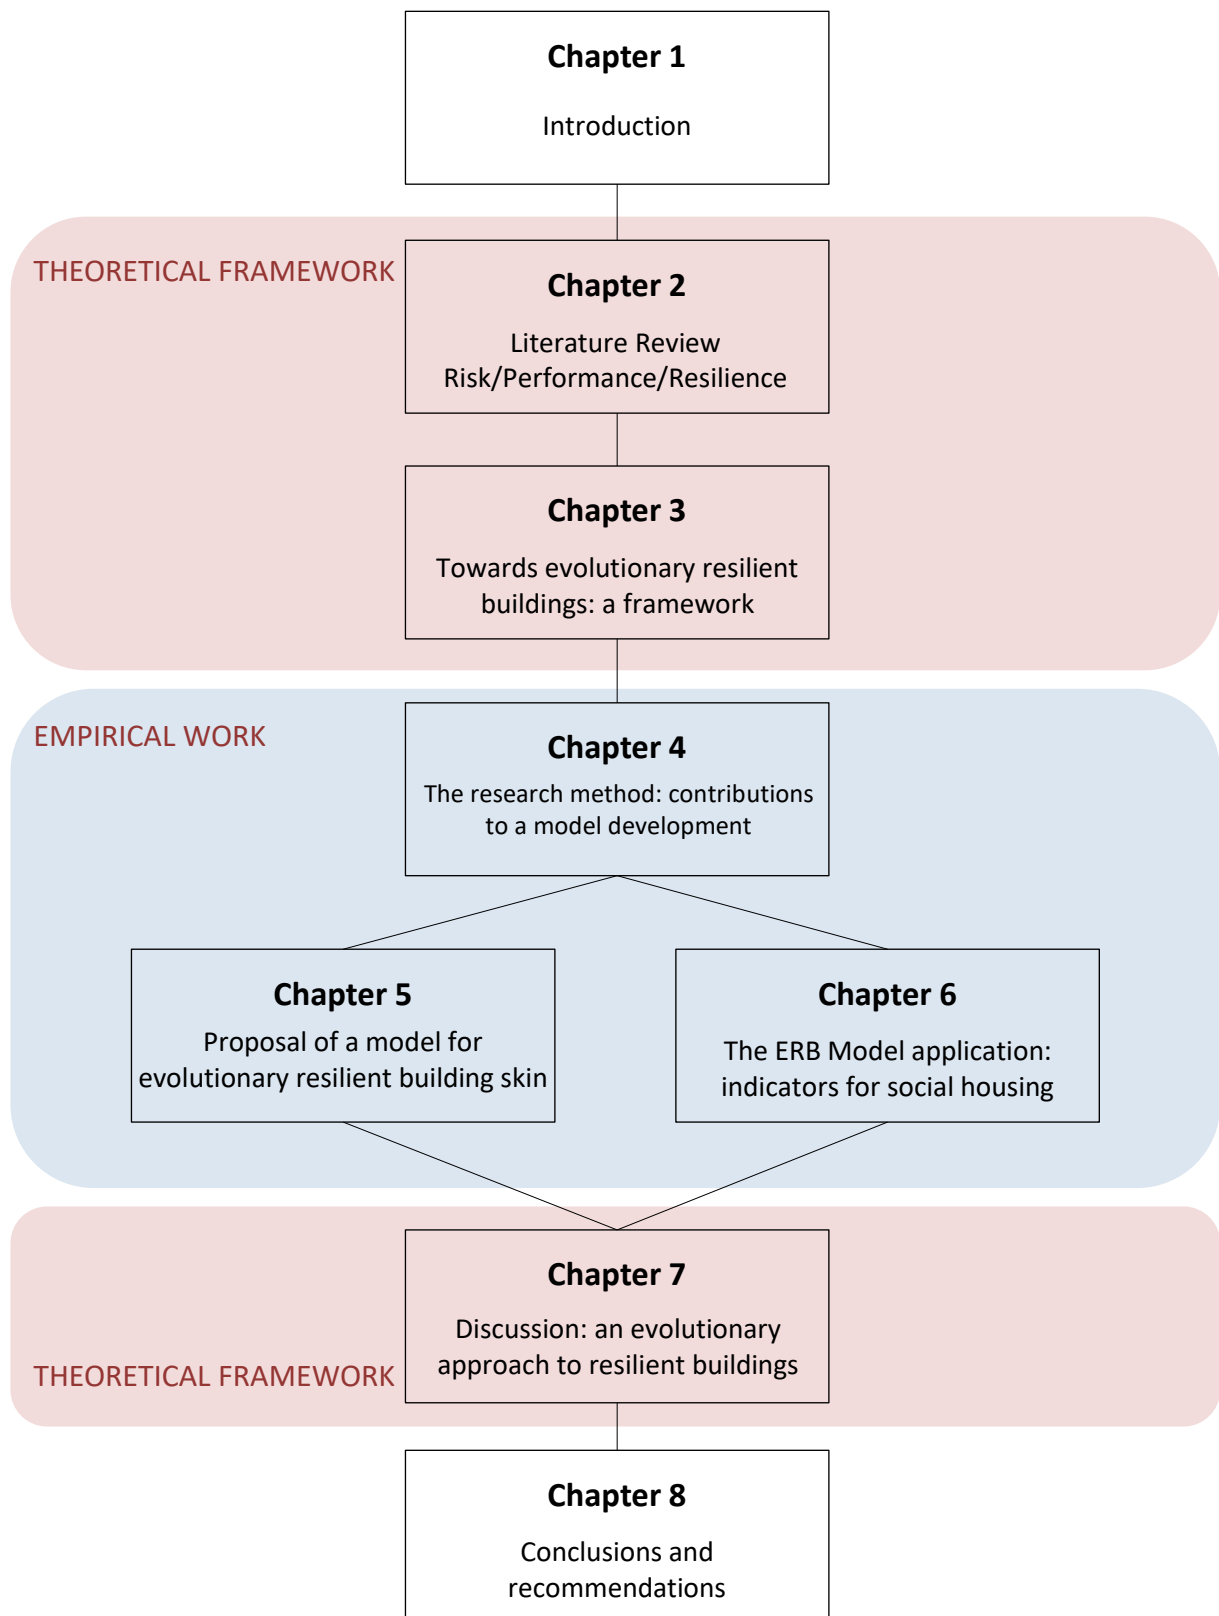 Chapter 1
Introduction
THEORETICAL FRAMEWORK
Chapter 2
Literature Review
Risk/Performance/Resilience
Chapter 3
Towards evolutionary resilient
buildings: a framework
EMPIRICAL WORK
Chapter 4
The research method: contributions
to a model development
Chapter 5
Proposal of a model for
evolutionary resilient building skin
Chapter 6
The ERB Model application:
indicators for social housing
Chapter 7
Discussion: an evolutionary
approach to resilient buildings
THEORETICAL FRAMEWORK
Chapter 8
Conclusions and
recommendations